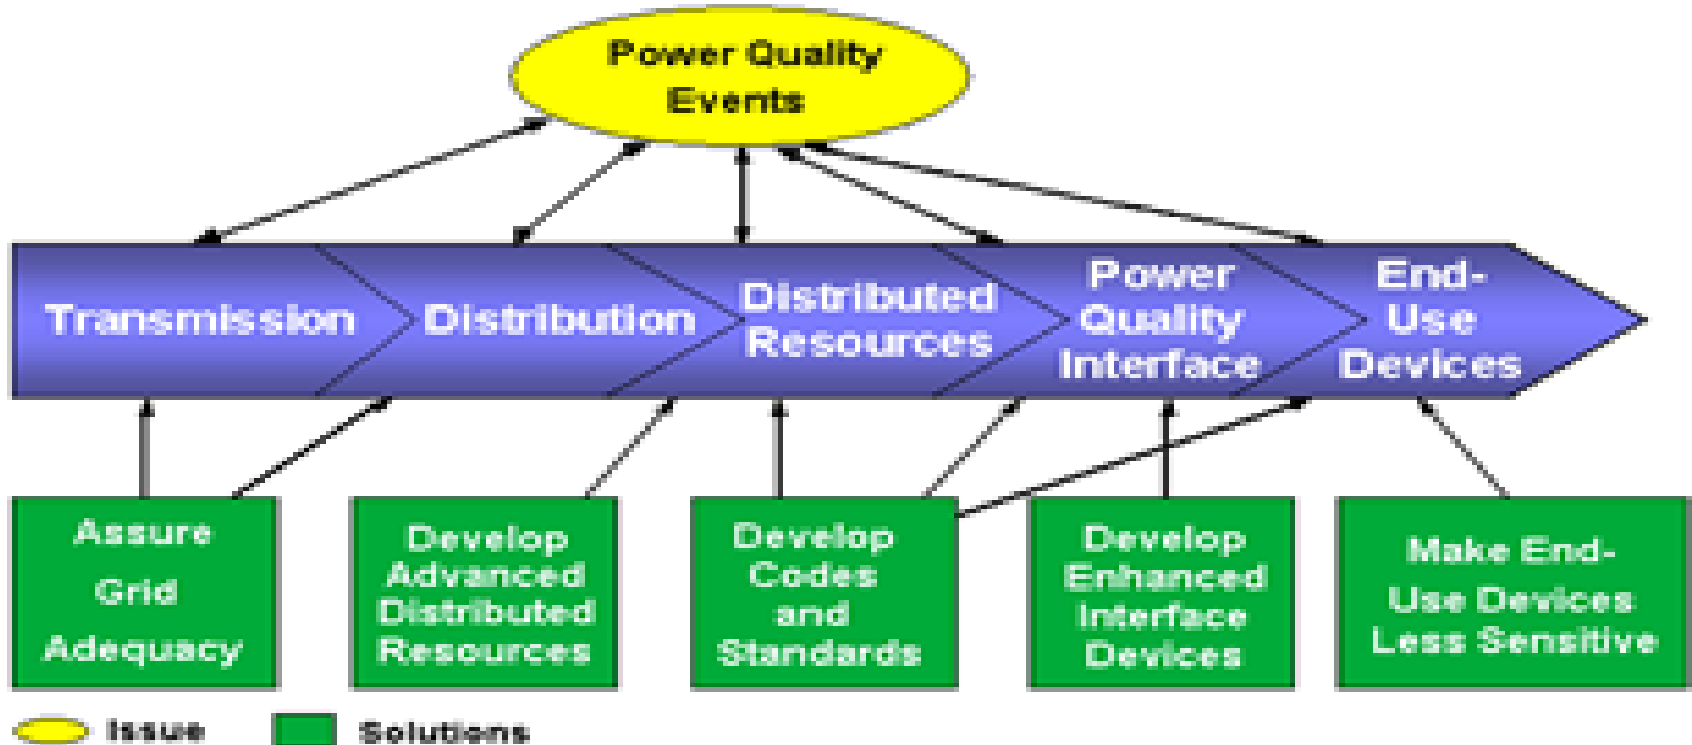 Power Quality
Events
Transmission
Distribution
Distributed
Resources
Power
Quality
Interface
End-
Use
Devices
Assure
Grid
Adequacy
Develop
Advanced
Distributed
Resources
Develop
Codes
and
Standards
Develop
Enhanced
Interface
Devices
Make End-
Use Devices
Less Sensitive
Issue
Solutions